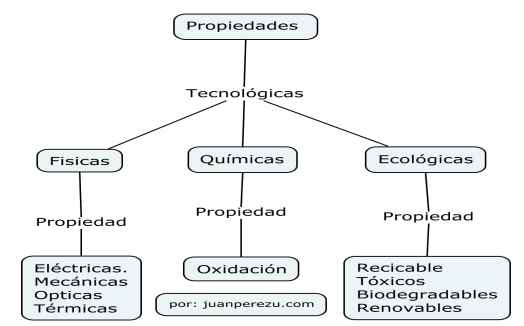 Propiedades
Tecnológicas
Fisicas
Químicas
Ecológicas
Propiedad
Propiedad
Propiedad
Eléctricas.
Mecánicas
Opticas
Térmicas
Oxidación
Recicable
Tóxicos
Biodegradables
Renovables
por: juanperezu.com